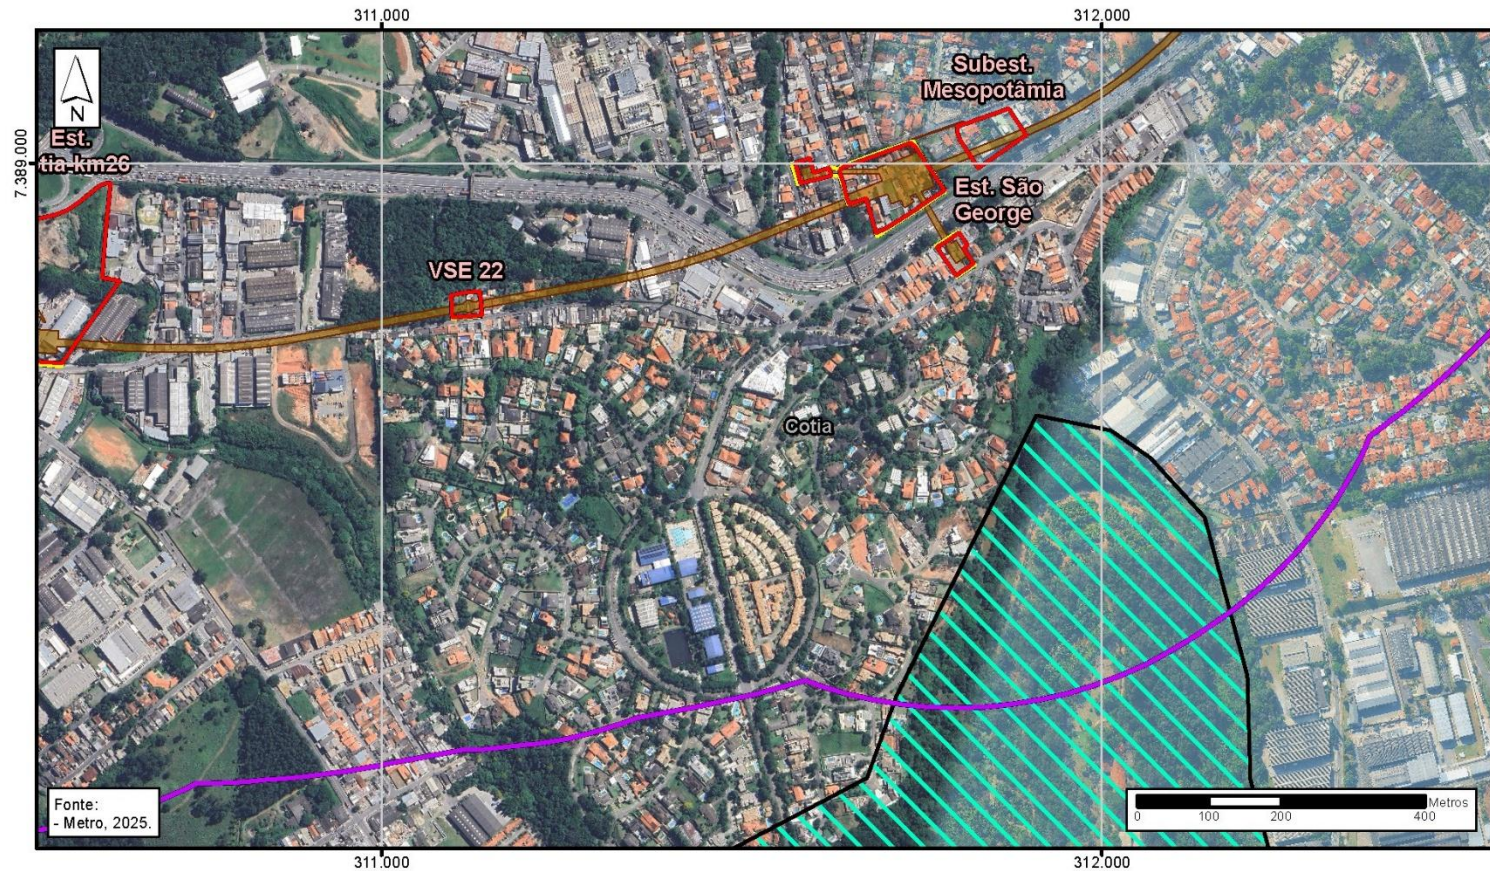 311.000
312.000
7.389.000
N
Est.
tia-km26
Subest.
Mesopotâmia
Est. São
George
VSE 22
Cotia
Fonte:
- Metro, 2025.
Metros
0 100 200 400
311.000
312.000